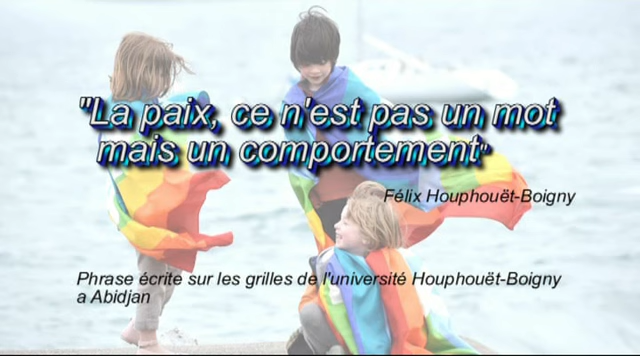 "La paix, ce n'est pas un mot
mais un comportement"
Félix Houphouët-Boigny
Phrase écrite sur les grilles de l'université Houphouët-Boigny
a Abidjan